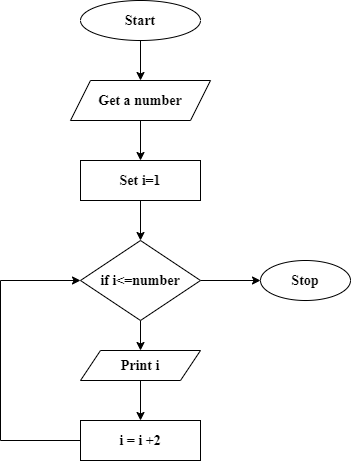 Start
Get a number
Set i=1
if i<=number
Stop
Print i
i = i +2